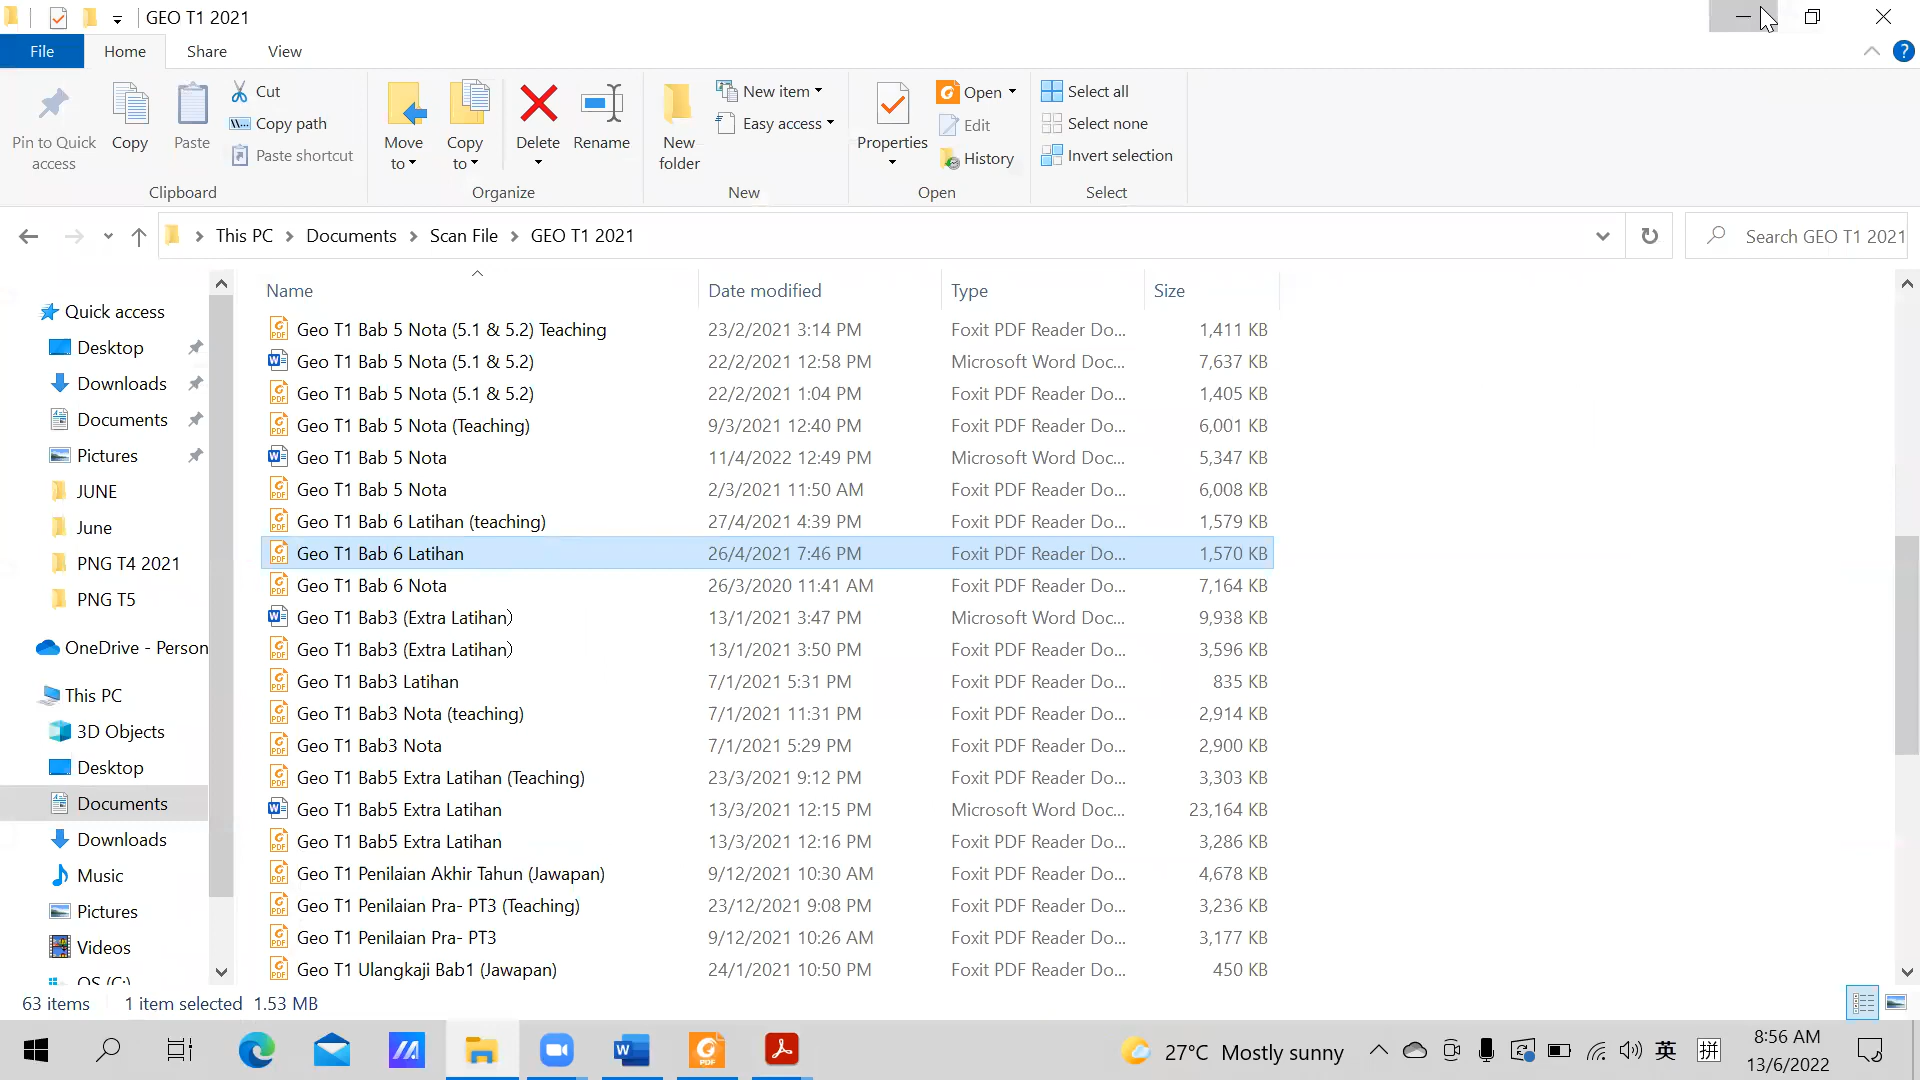 GEO T1 2021
File Home Share View
Pin to Quick access
Copy
Paste
Cut
Copy path
Paste shortcut
Clipboard
Move to
Copy to
Delete
Rename
Organize
New folder
New item
Easy access
New
Properties
Open
Edit
History
Open
Select all
Select none
Invert selection
Select
This PC Documents Scan File GEO T1 2021
Search GEO T1 2021
Quick access
Desktop
Downloads
Documents
Pictures
JUNE
June
PNG T4 2021
PNG T5
OneDrive - Person
This PC
3D Objects
Desktop
Documents
Downloads
Music
Pictures
Videos
OS (C:)
Name Date modified Type Size
Geo T1 Bab 5 Nota (5.1 & 5.2) Teaching 23/2/2021 3:14 PM Foxit PDF Reader Do... 1,411 KB
Geo T1 Bab 5 Nota (5.1 & 5.2) 22/2/2021 12:58 PM Microsoft Word Doc... 7,637 KB
Geo T1 Bab 5 Nota (5.1 & 5.2) 22/2/2021 1:04 PM Foxit PDF Reader Do... 1,405 KB
Geo T1 Bab 5 Nota (Teaching) 9/3/2021 12:40 PM Foxit PDF Reader Do... 6,001 KB
Geo T1 Bab 5 Nota 11/4/2022 12:49 PM Microsoft Word Doc... 5,347 KB
Geo T1 Bab 5 Nota 2/3/2021 11:50 AM Foxit PDF Reader Do... 6,008 KB
Geo T1 Bab 6 Latihan (teaching) 27/4/2021 4:39 PM Foxit PDF Reader Do... 1,579 KB
Geo T1 Bab 6 Latihan 26/4/2021 7:46 PM Foxit PDF Reader Do... 1,570 KB
Geo T1 Bab 6 Nota 26/3/2020 11:41 AM Foxit PDF Reader Do... 7,164 KB
Geo T1 Bab3 (Extra Latihan) 13/1/2021 3:47 PM Microsoft Word Doc... 9,938 KB
Geo T1 Bab3 (Extra Latihan) 13/1/2021 3:50 PM Foxit PDF Reader Do... 3,596 KB
Geo T1 Bab3 Latihan 7/1/2021 5:31 PM Foxit PDF Reader Do... 835 KB
Geo T1 Bab3 Nota (teaching) 7/1/2021 11:31 PM Foxit PDF Reader Do... 2,914 KB
Geo T1 Bab3 Nota 7/1/2021 5:29 PM Foxit PDF Reader Do... 2,900 KB
Geo T1 Bab5 Extra Latihan (Teaching) 23/3/2021 9:12 PM Foxit PDF Reader Do... 3,303 KB
Geo T1 Bab5 Extra Latihan 13/3/2021 12:15 PM Microsoft Word Doc... 23,164 KB
Geo T1 Bab5 Extra Latihan 13/3/2021 12:16 PM Foxit PDF Reader Do... 3,286 KB
Geo T1 Penilaian Akhir Tahun (Jawapan) 9/12/2021 10:30 AM Foxit PDF Reader Do... 4,678 KB
Geo T1 Penilaian Pra- PT3 (Teaching) 23/12/2021 9:08 PM Foxit PDF Reader Do... 3,236 KB
Geo T1 Penilaian Pra- PT3 9/12/2021 10:26 AM Foxit PDF Reader Do... 3,177 KB
Geo T1 Ulangkaji Bab1 (Jawapan) 24/1/2021 10:50 PM Foxit PDF Reader Do... 450 KB
63 items 1 item selected 1.53 MB
27°C Mostly sunny 英 拼 8:56 AM
13/6/2022